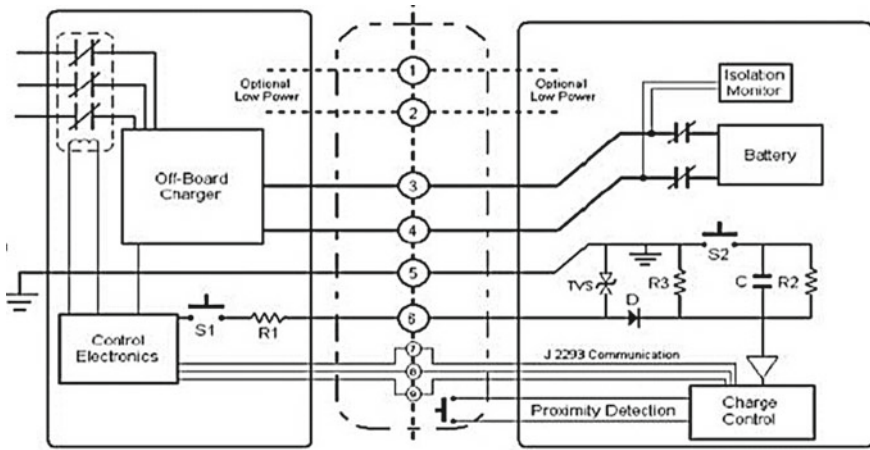 1
Optional
Low Power
Optional
Low Power
Isolation
Monitor
2
Off-Board
Charger
Battery
3
4
5
S2
TVS
R3
C
R2
D
6
S1
R1
Control
Electronics
7
J 2293 Communication
8
9
Proximity Detection
Charge
Control